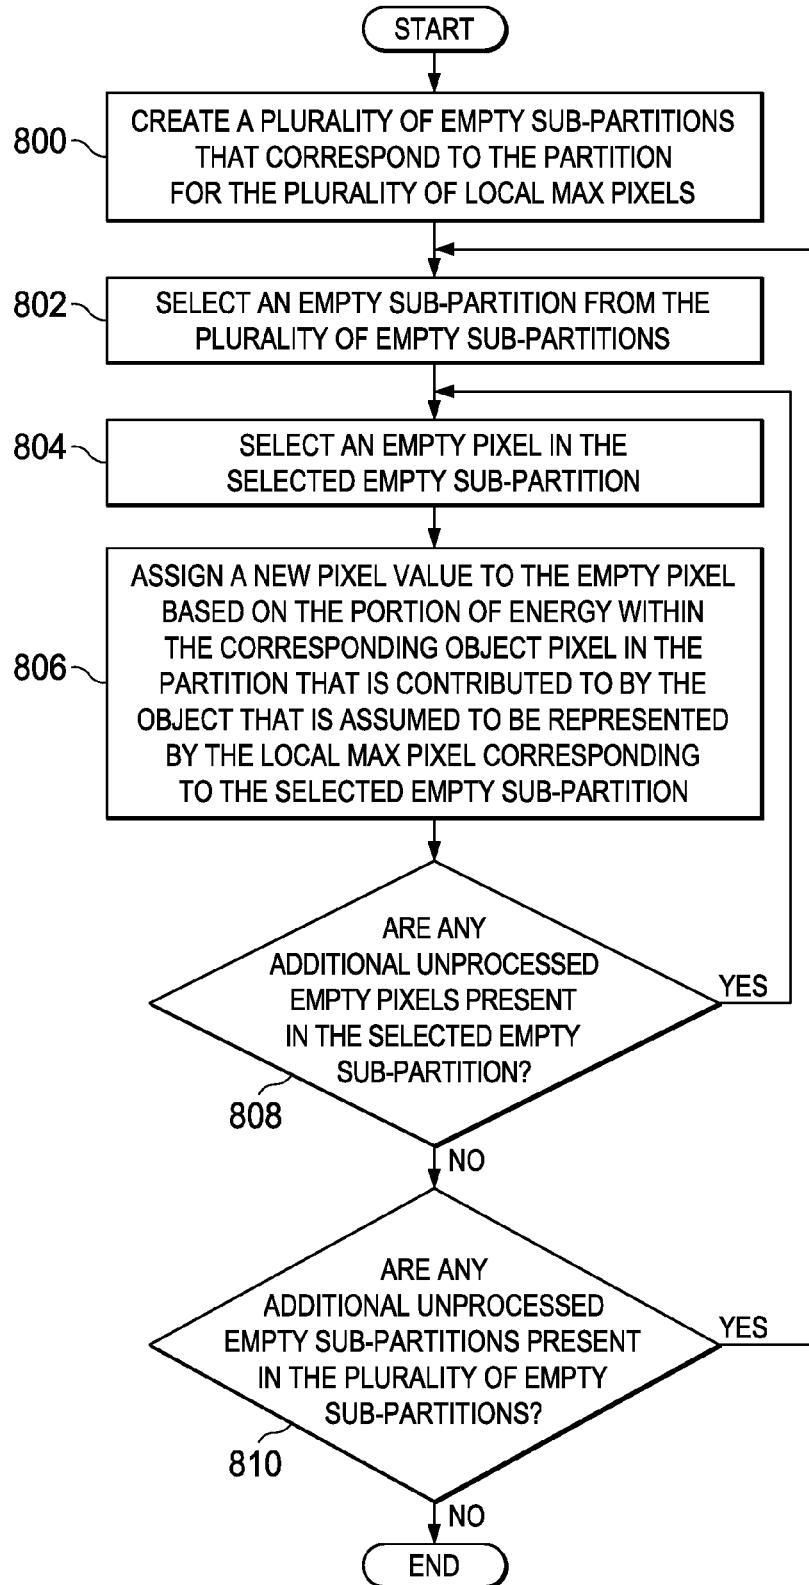 START
800
CREATE A PLURALITY OF EMPTY SUB-PARTITIONS
THAT CORRESPOND TO THE PARTITION
FOR THE PLURALITY OF LOCAL MAX PIXELS
802
SELECT AN EMPTY SUB-PARTITION FROM THE
PLURALITY OF EMPTY SUB-PARTITIONS
804
SELECT AN EMPTY PIXEL IN THE
SELECTED EMPTY SUB-PARTITION
806
ASSIGN A NEW PIXEL VALUE TO THE EMPTY PIXEL
BASED ON THE PORTION OF ENERGY WITHIN
THE CORRESPONDING OBJECT PIXEL IN THE
PARTITION THAT IS CONTRIBUTED TO BY THE
OBJECT THAT IS ASSUMED TO BE REPRESENTED
BY THE LOCAL MAX PIXEL CORRESPONDING
TO THE SELECTED EMPTY SUB-PARTITION
ARE ANY
ADDITIONAL UNPROCESSED
EMPTY PIXELS PRESENT
IN THE SELECTED EMPTY
SUB-PARTITION?
YES
808
NO
ARE ANY
ADDITIONAL UNPROCESSED
EMPTY SUB-PARTITIONS PRESENT
IN THE PLURALITY OF EMPTY
SUB-PARTITIONS?
YES
810
NO
END